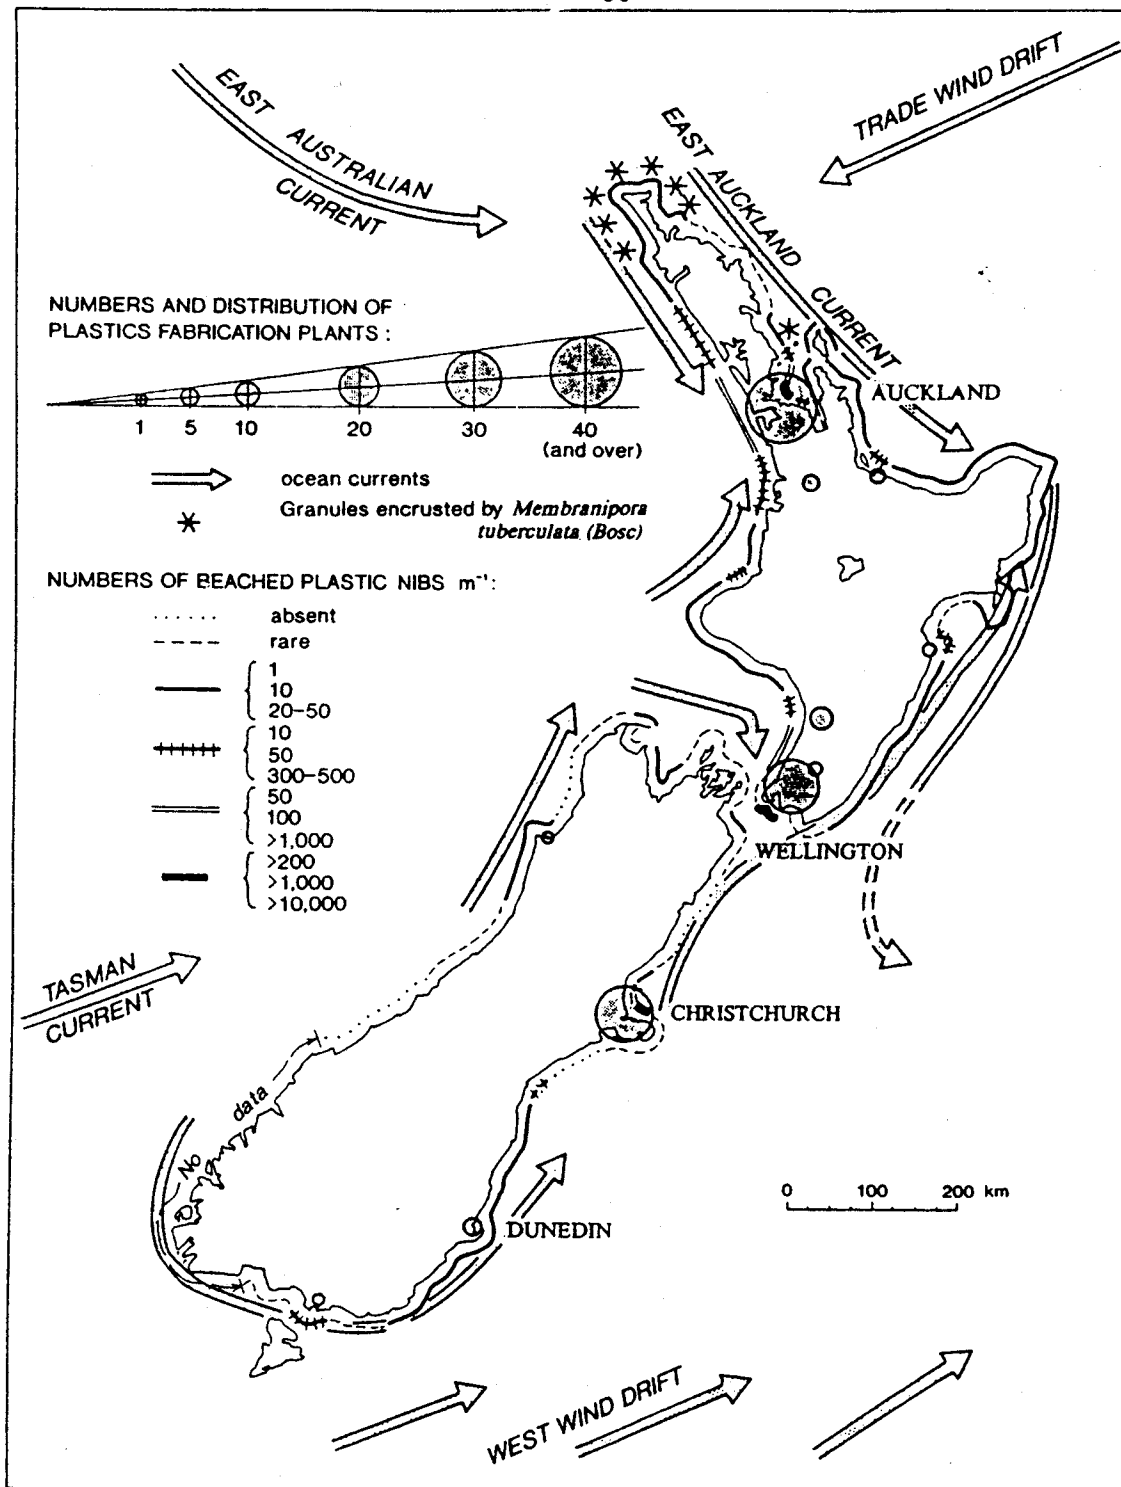 EAST AUSTRALIAN
CURRENT
TRADE WIND DRIFT
EAST AUCKLAND CURRENT
NUMBERS AND DISTRIBUTION OF
PLASTICS FABRICATION PLANTS :
1 5 10 20 30 40
(and over)
ocean currents
Granules encrusted by Membranipora
tuberculata (Bosc)
NUMBERS OF BEACHED PLASTIC NIBS m⁻¹:
absent
rare
1
10
20-50
10
50
300-500
50
100
>1,000
>200
>1,000
>10,000
AUCKLAND
WELLINGTON
TASMAN
CURRENT
CHRISTCHURCH
No data
DUNEDIN
0 100 200 km
WEST WIND DRIFT